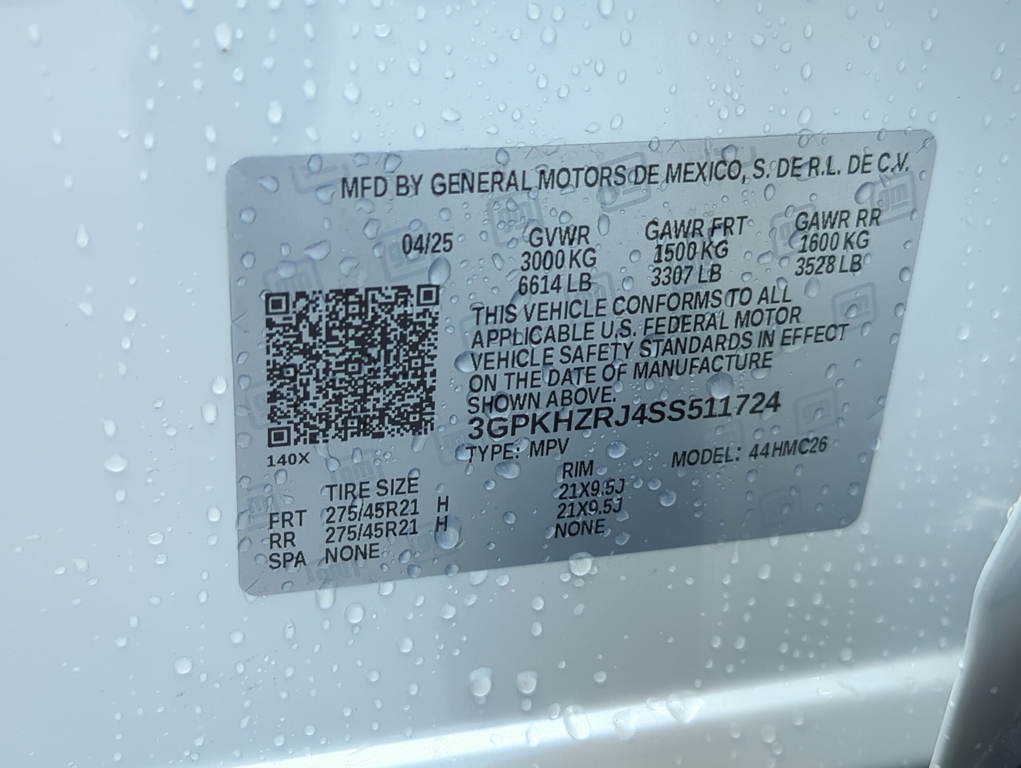 MFD BY GENERAL MOTORS DE MEXICO, S. DE R.L. DE C.V.
04/25
GVWR
3000 KG
6614 LB
GAWR FRT
1500 KG
3307 LB
GAWR RR
1600 KG
3528 LB
THIS VEHICLE CONFORMS TO ALL
APPLICABLE U.S. FEDERAL MOTOR
VEHICLE SAFETY STANDARDS IN EFFECT
ON THE DATE OF MANUFACTURE
SHOWN ABOVE.
3GPKHZRJ4SS511724
140X
TYPE: MPV
MODEL: 44HMC26
TIRE SIZE
RIM
FRT 275/45R21 H 21X9.5J
RR 275/45R21 H 21X9.5J
SPA NONE NONE